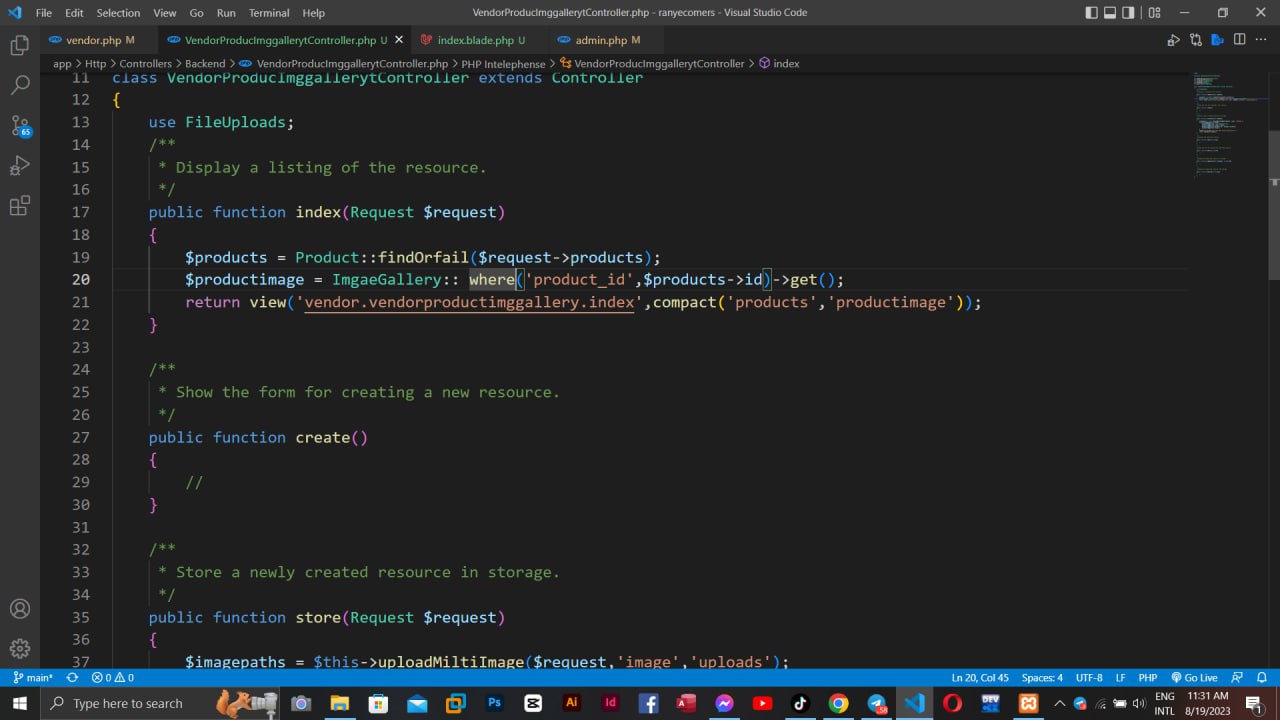 File Edit Selection View Go Run Terminal Help VendorProducImggallerytController.php - ranyecomers - Visual Studio Code
vendor.php M VendorProducImggallerytController.php U index.blade.php U admin.php M
app > Http > Controllers > Backend > VendorProducImggallerytController.php > PHP Intelephense > VendorProducImggallerytController > index
11 class VendorProducImggallerytController extends Controller
12 {
13 use FileUploads;
14 /**
15 * Display a listing of the resource.
16 */
17 public function index(Request $request)
18 {
19 $products = Product::findOrfail($request->products);
20 $productimage = ImgaeGallery:: where('product_id',$products->id)->get();
21 return view('vendor.vendorproductimggallery.index',compact('products','productimage'));
22 }
23
24 /**
25 * Show the form for creating a new resource.
26 */
27 public function create()
28 {
29 //
30 }
31
32 /**
33 * Store a newly created resource in storage.
34 */
35 public function store(Request $request)
36 {
37 $imagepaths = $this->uploadMiltiImage($request,'image','uploads');
65
main* 0 0 Ln 20, Col 45 Spaces: 4 UTF-8 LF PHP Go Live
Type here to search ENG 11:31 AM
INTL 8/19/2023